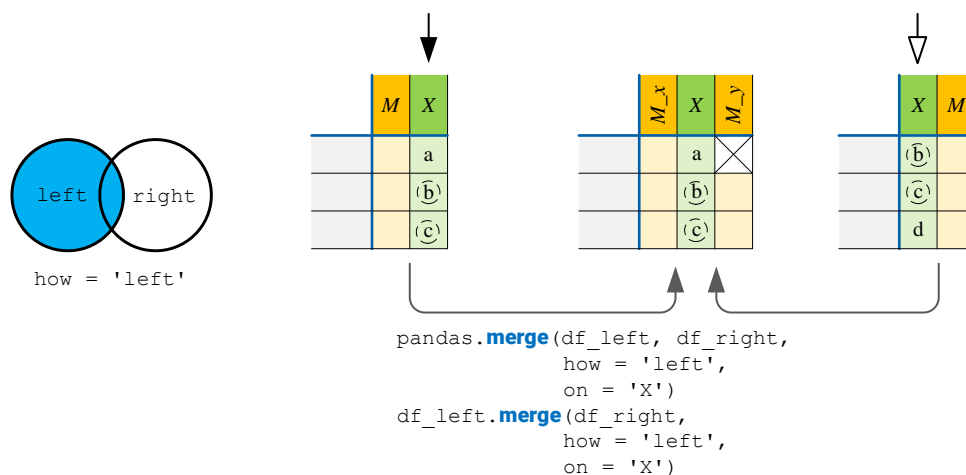 M X
M_x X M_y
X M
a
a
b
b
b
left right
c
c
c
d
how = 'left'
pandas.merge(df_left, df_right,
how = 'left',
on = 'X')
df_left.merge(df_right,
how = 'left',
on = 'X')